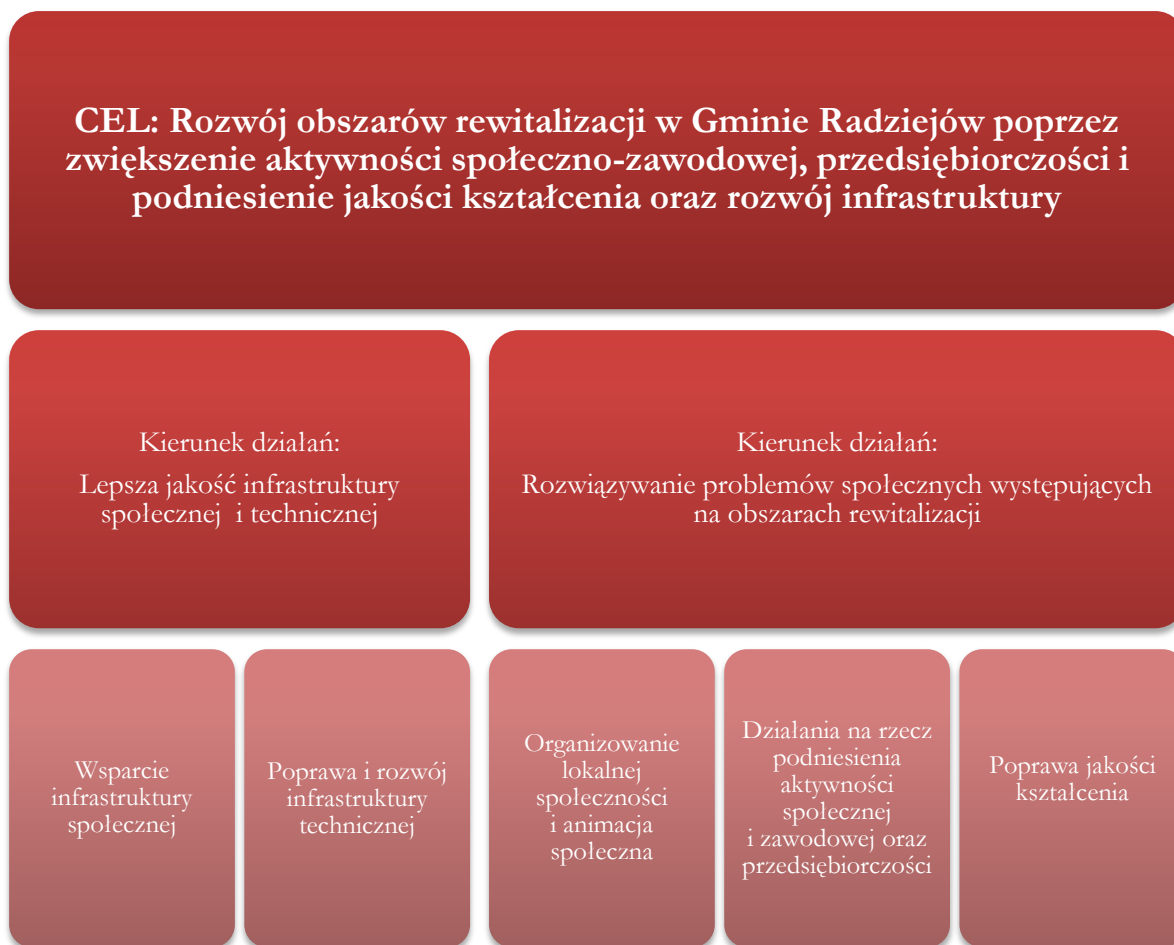 CEL: Rozwój obszarów rewitalizacji w Gminie Radziejów poprzez
zwiększenie aktywności społeczno-zawodowej, przedsiębiorczości i
podniesienie jakości kształcenia oraz rozwój infrastruktury
Kierunek działań:
Lepsza jakość infrastruktury
społecznej i technicznej
Kierunek działań:
Rozwiązywanie problemów społecznych występujących
na obszarach rewitalizacji
Wsparcie
infrastruktury
społecznej
Poprawa i rozwój
infrastruktury
technicznej
Organizowanie
lokalnej
społeczności
i animacja
społeczna
Działania na rzecz
podniesienia
aktywności
społecznej
i zawodowej oraz
przedsiębiorczości
Poprawa jakości
kształcenia